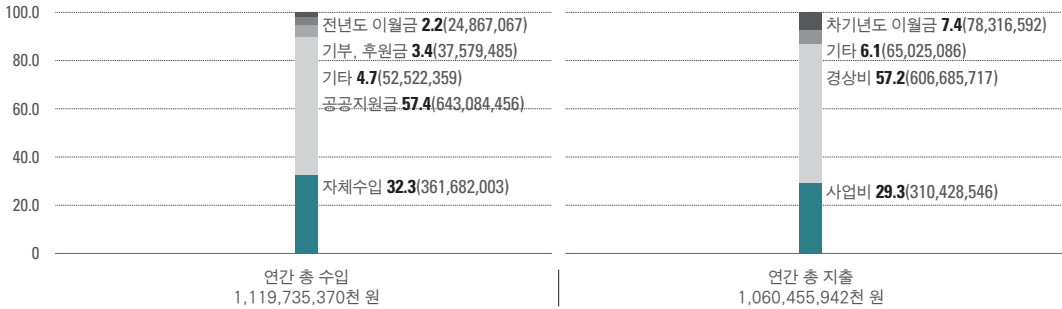 100.0
80.0
60.0
40.0
20.0
0
전년도 이월금 2.2(24,867,067)
기부, 후원금 3.4(37,579,485)
기타 4.7(52,522,359)
공공지원금 57.4(643,084,456)
자체수입 32.3(361,682,003)
연간 총 수입
1,119,735,370천 원
차기년도 이월금 7.4(78,316,592)
기타 6.1(65,025,086)
경상비 57.2(606,685,717)
사업비 29.3(310,428,546)
연간 총 지출
1,060,455,942천 원